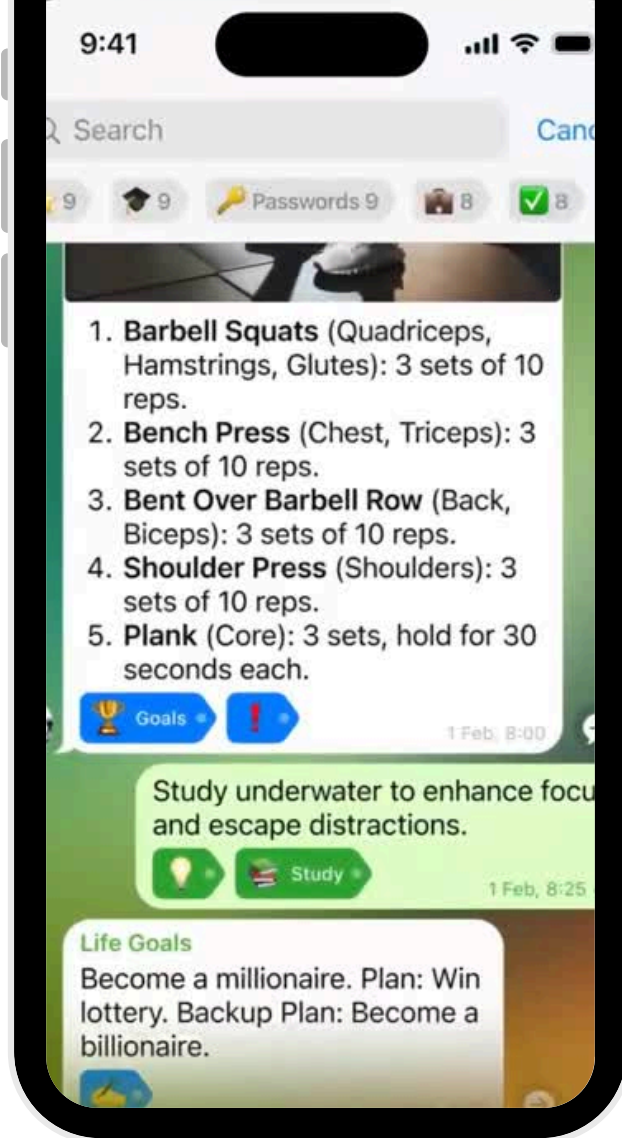 9:41
Search
Canc
9
9
Passwords 9
8
8
1. Barbell Squats (Quadriceps,
Hamstrings, Glutes): 3 sets of 10
reps.
2. Bench Press (Chest, Triceps): 3
sets of 10 reps.
3. Bent Over Barbell Row (Back,
Biceps): 3 sets of 10 reps.
4. Shoulder Press (Shoulders): 3
sets of 10 reps.
5. Plank (Core): 3 sets, hold for 30
seconds each.
Goals
1 Feb, 8:00
Study underwater to enhance focu
and escape distractions.
Study
1 Feb, 8:25
Life Goals
Become a millionaire. Plan: Win
lottery. Backup Plan: Become a
billionaire.